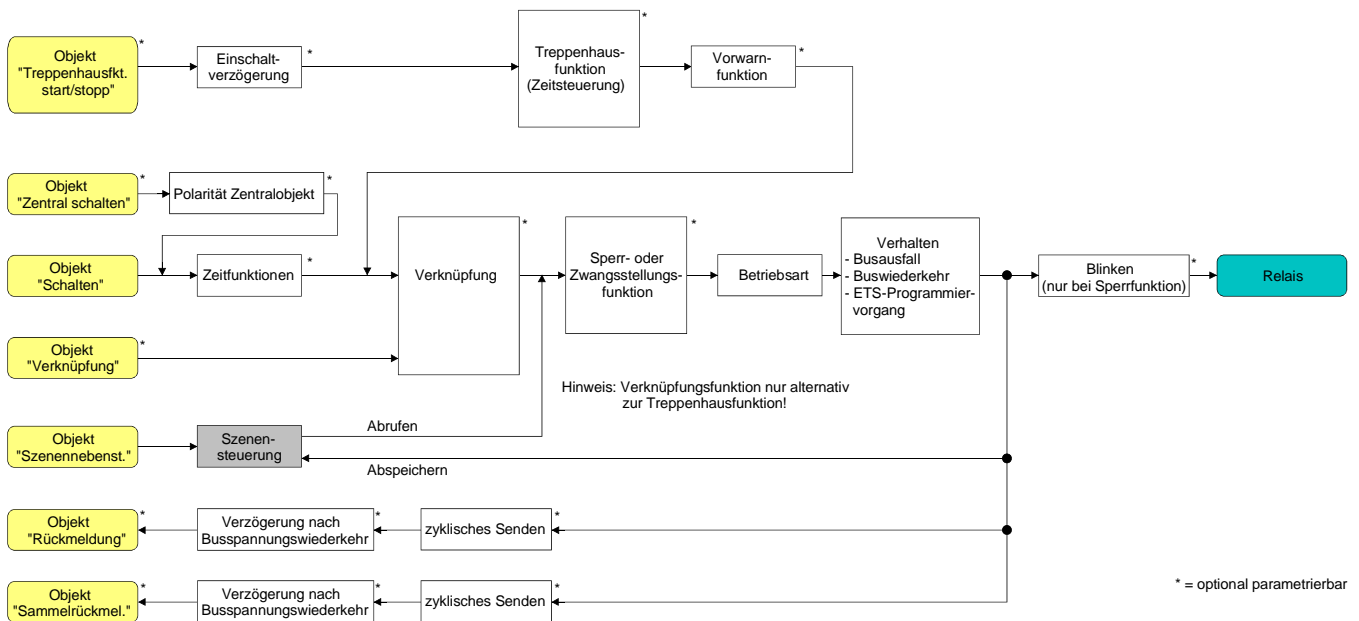 Objekt
"Treppenhausfkt.
start/stopp"
*
Einschalt-
verzögerung
*
Treppenhaus-
funktion
(Zeitsteuerung)
*
Vorwarn-
funktion
*
Objekt
"Zentral schalten"
*
Polarität Zentralobjekt
*
Objekt
"Schalten"
*
Zeitfunktionen
*
Verknüpfung
*
Sperr- oder
Zwangsstellungs-
funktion
*
Betriebsart
Verhalten
- Busausfall
- Buswiederkehr
- ETS-Programmier-
vorgang
Blinken
(nur bei Sperrfunktion)
*
Relais
Objekt
"Verknüpfung"
*
Hinweis: Verknüpfungsfunktion nur alternativ
zur Treppenhausfunktion!
Objekt
"Szenennebenst."
*
Szenen-
steuerung
Abrufen
Abspeichern
Objekt
"Rückmeldung"
*
Verzögerung nach
Busspannungswiederkehr
*
zyklisches Senden
*
Objekt
"Sammelrückmel."
*
Verzögerung nach
Busspannungswiederkehr
*
zyklisches Senden
*
* = optional parametrierbar